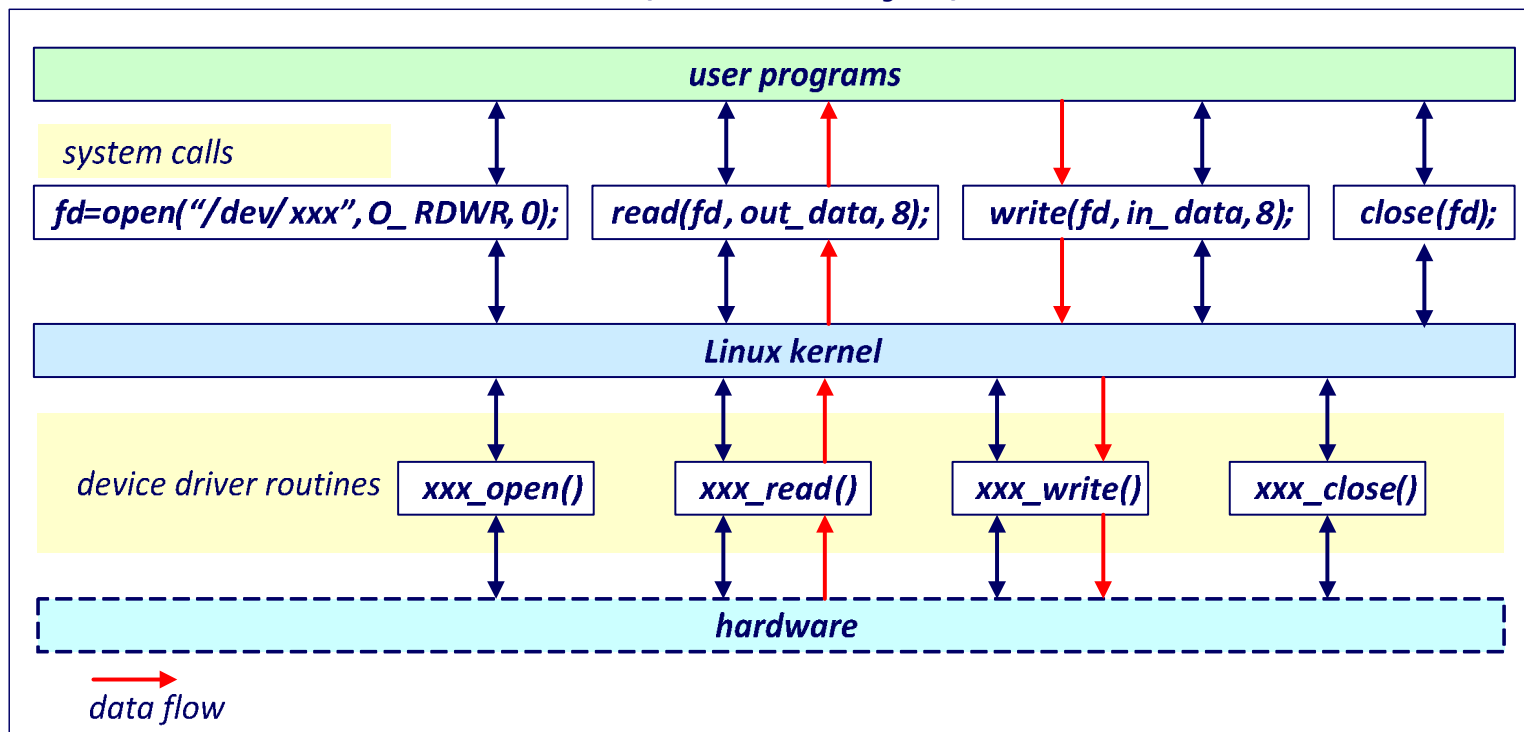 user programs
system calls
fd=open(“/dev/xxx”,O_RDWR,0);
read(fd,out_data,8);
write(fd,in_data,8);
close(fd);
Linux kernel
device driver routines
xxx_open()
xxx_read()
xxx_write()
xxx_close()
hardware
data flow